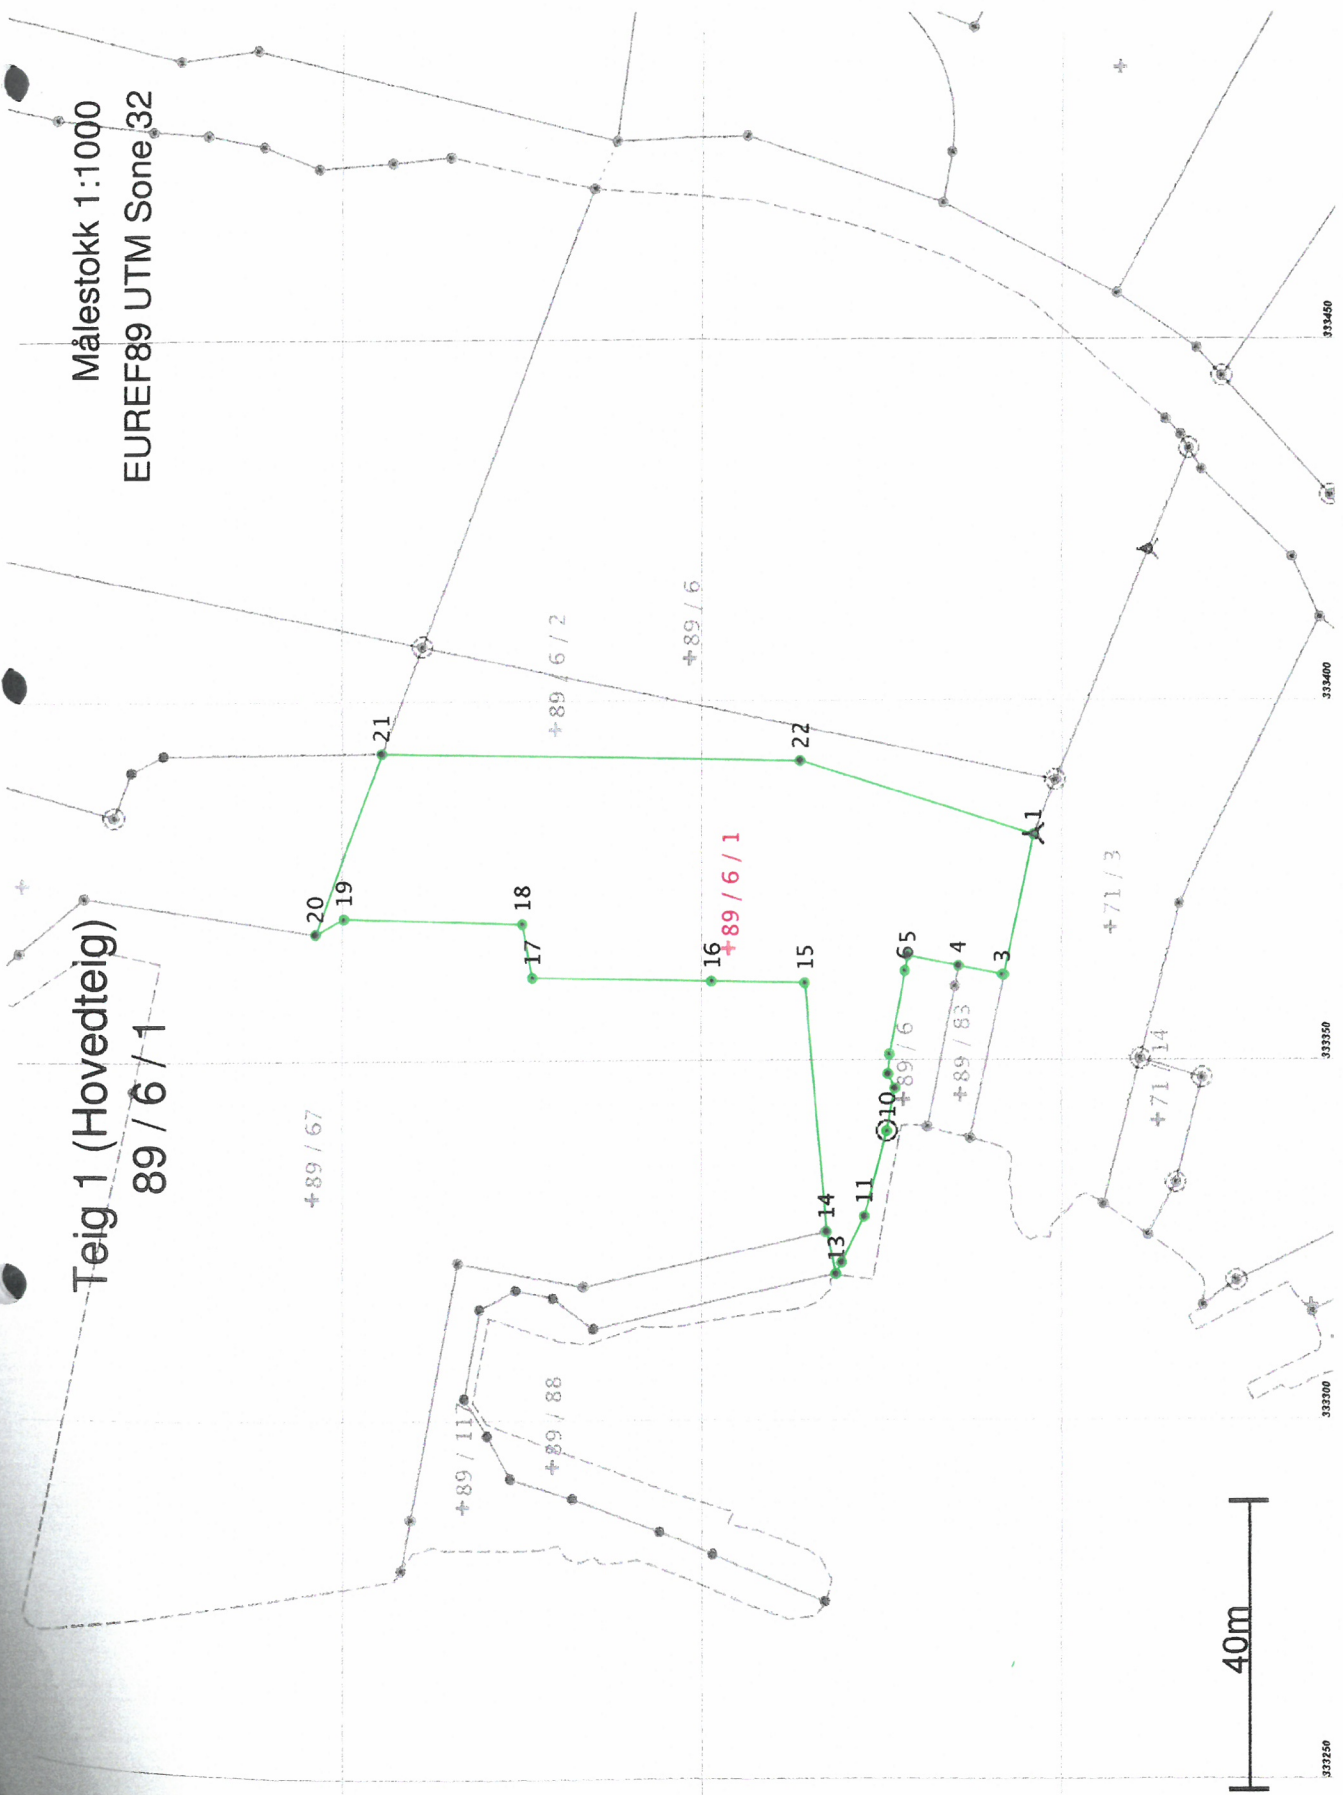 Teig 1 (Hovedteig)
89 / 6 / 1
Målestokk 1:1000
EUREF89 UTM Sone 32
20
19
21
18
17
16
15
22
1
14
13
11
10
6
5
4
3
+89 / 6 / 1
+89 / 6 / 2
+89 / 6
+89 / 67
+89 / 117
+89 / 88
+89 / 6
+89 / 83
+71 / 3
+71 / 14
40m
333250
333300
333350
333400
333450